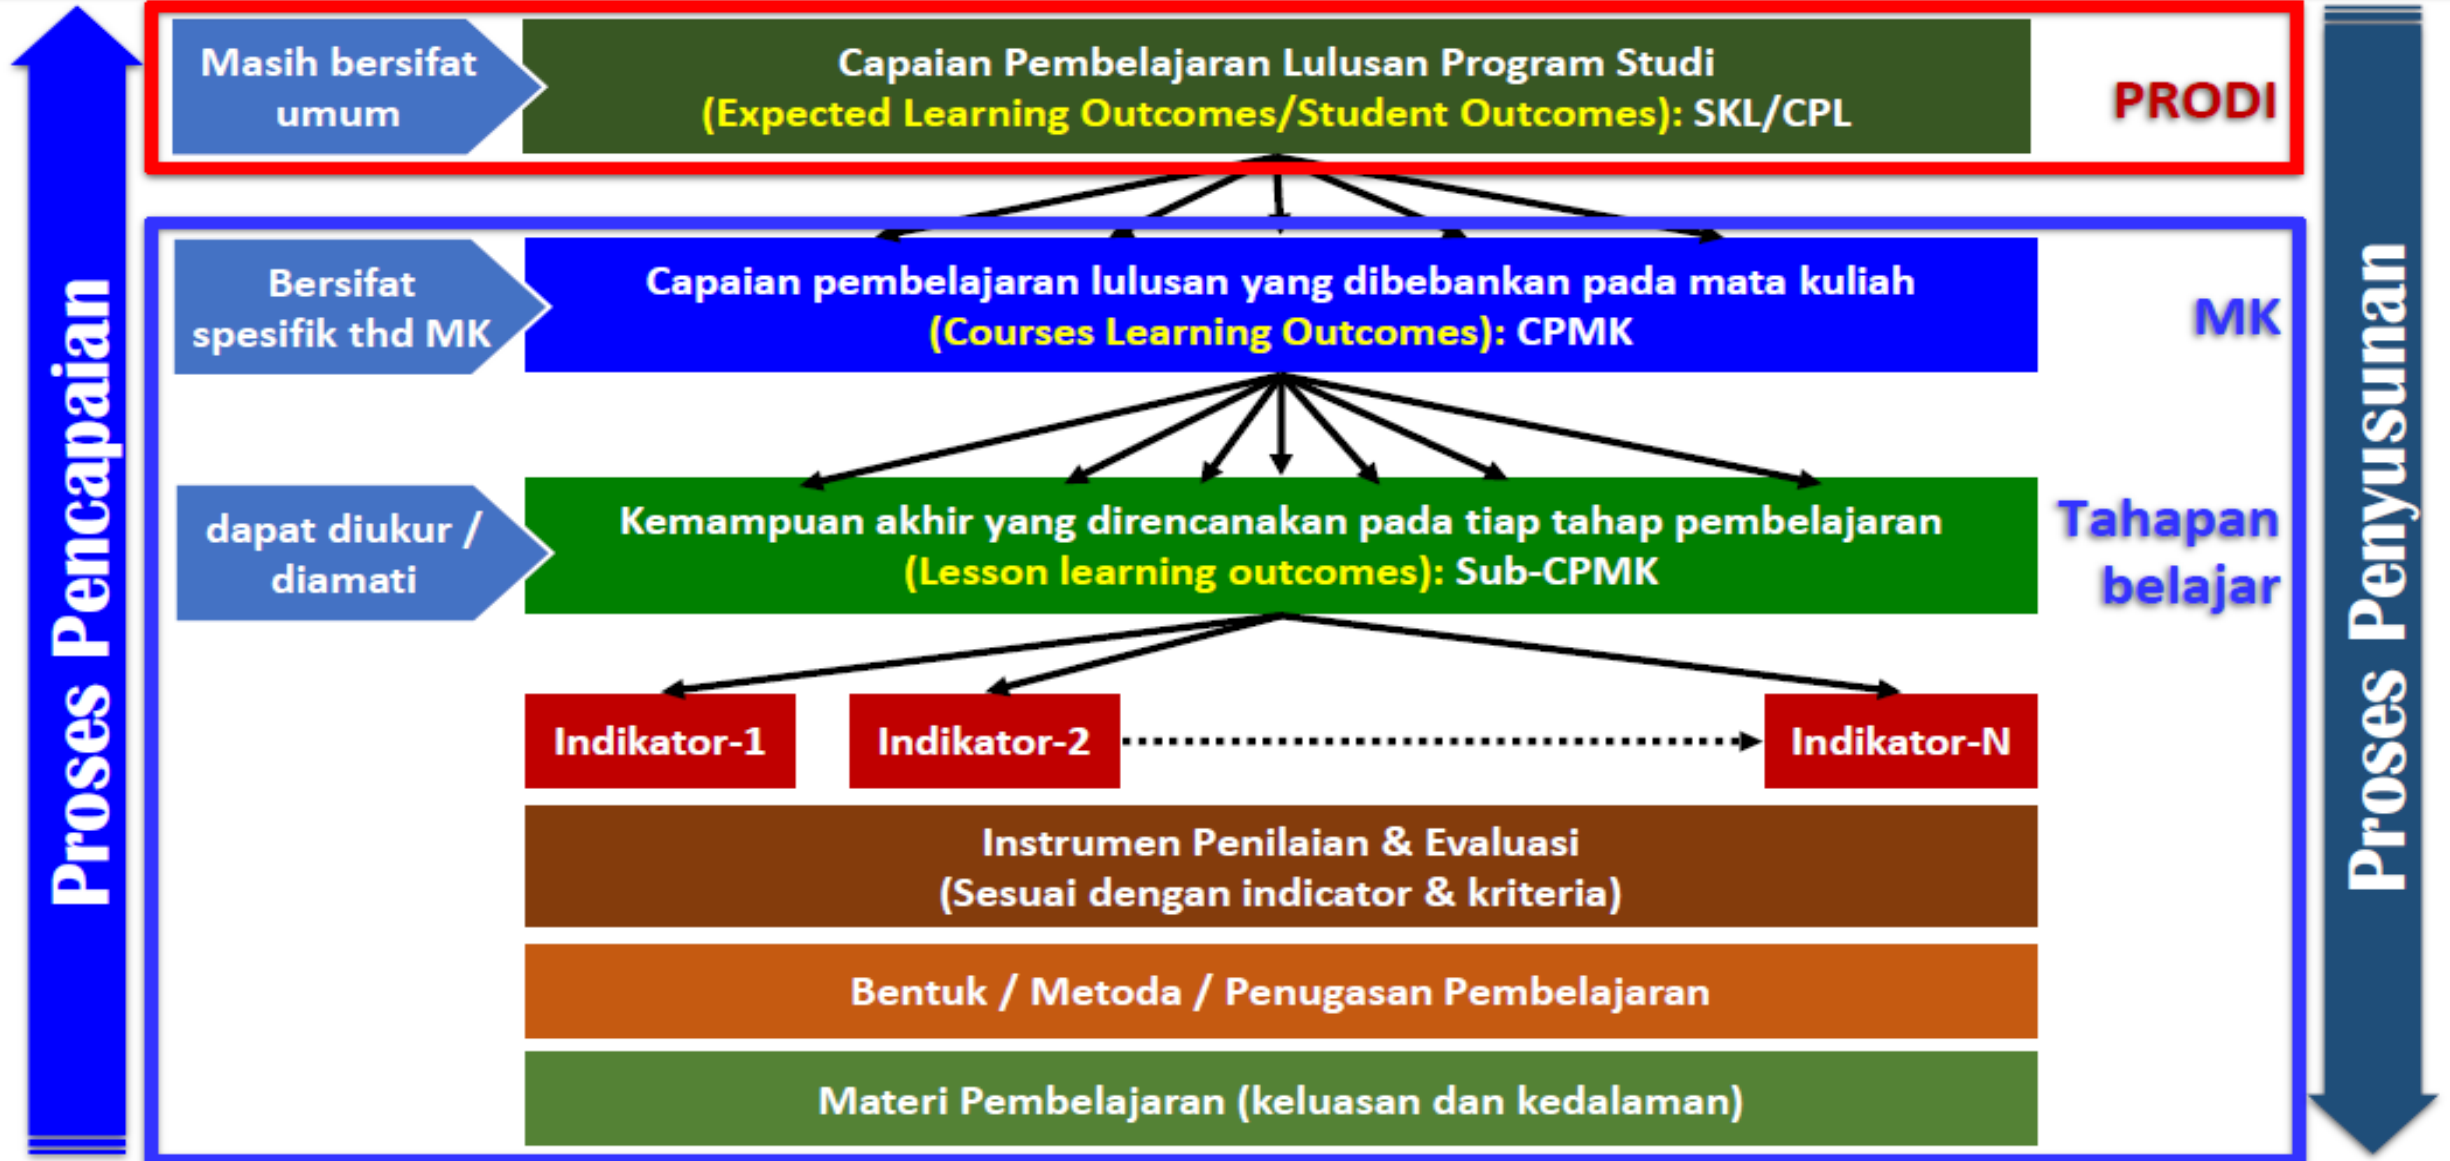 Proses Pencapaian
Masih bersifat
umum
Capaian Pembelajaran Lulusan Program Studi
(Expected Learning Outcomes/Student Outcomes): SKL/CPL
PRODI
Bersifat
spesifik thd MK
Capaian pembelajaran lulusan yang dibebankan pada mata kuliah
(Courses Learning Outcomes): CPMK
MK
dapat diukur /
diamati
Kemampuan akhir yang direncanakan pada tiap tahap pembelajaran
(Lesson learning outcomes): Sub-CPMK
Tahapan
belajar
Indikator-1
Indikator-2
Indikator-N
Instrumen Penilaian & Evaluasi
(Sesuai dengan indicator & kriteria)
Bentuk / Metoda / Penugasan Pembelajaran
Materi Pembelajaran (keluasan dan kedalaman)
Proses Penyusunan